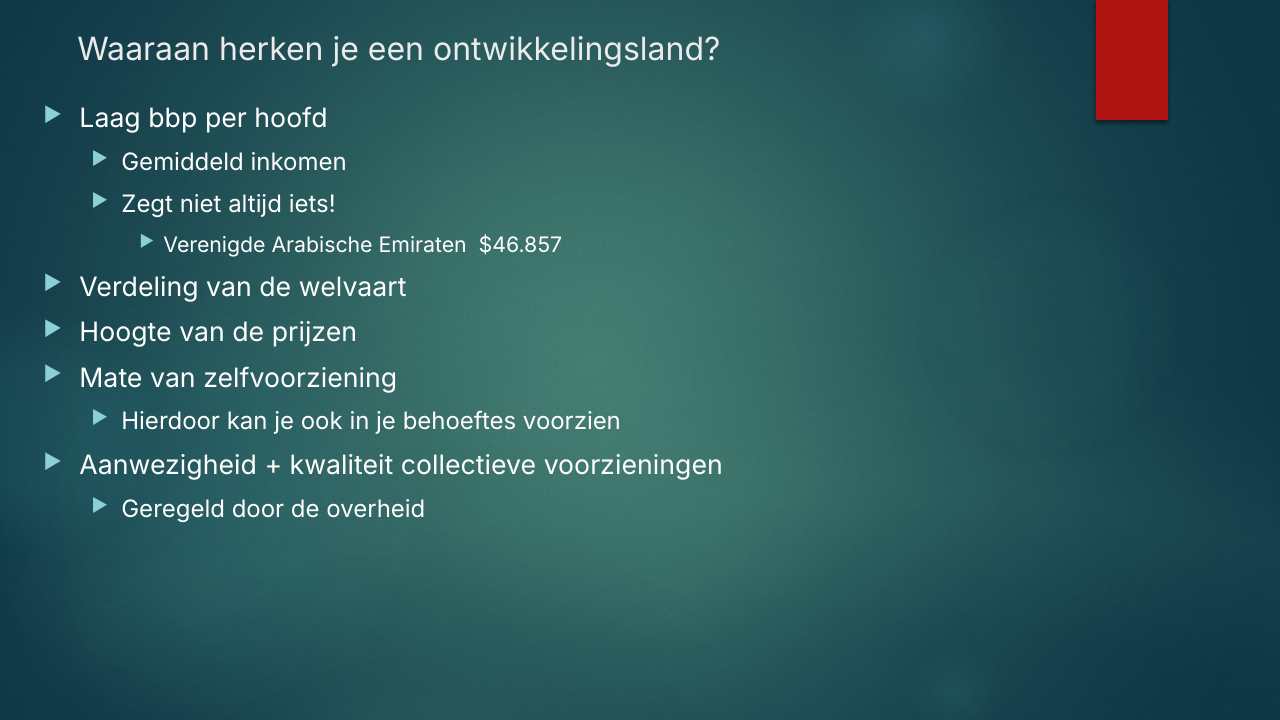 Waaraan herken je een ontwikkelingsland?
Laag bbp per hoofd
Gemiddeld inkomen
Zegt niet altijd iets!
Verenigde Arabische Emiraten  $46.857
Verdeling van de welvaart
Hoogte van de prijzen
Mate van zelfvoorziening
Hierdoor kan je ook in je behoeftes voorzien
Aanwezigheid + kwaliteit collectieve voorzieningen
Geregeld door de overheid